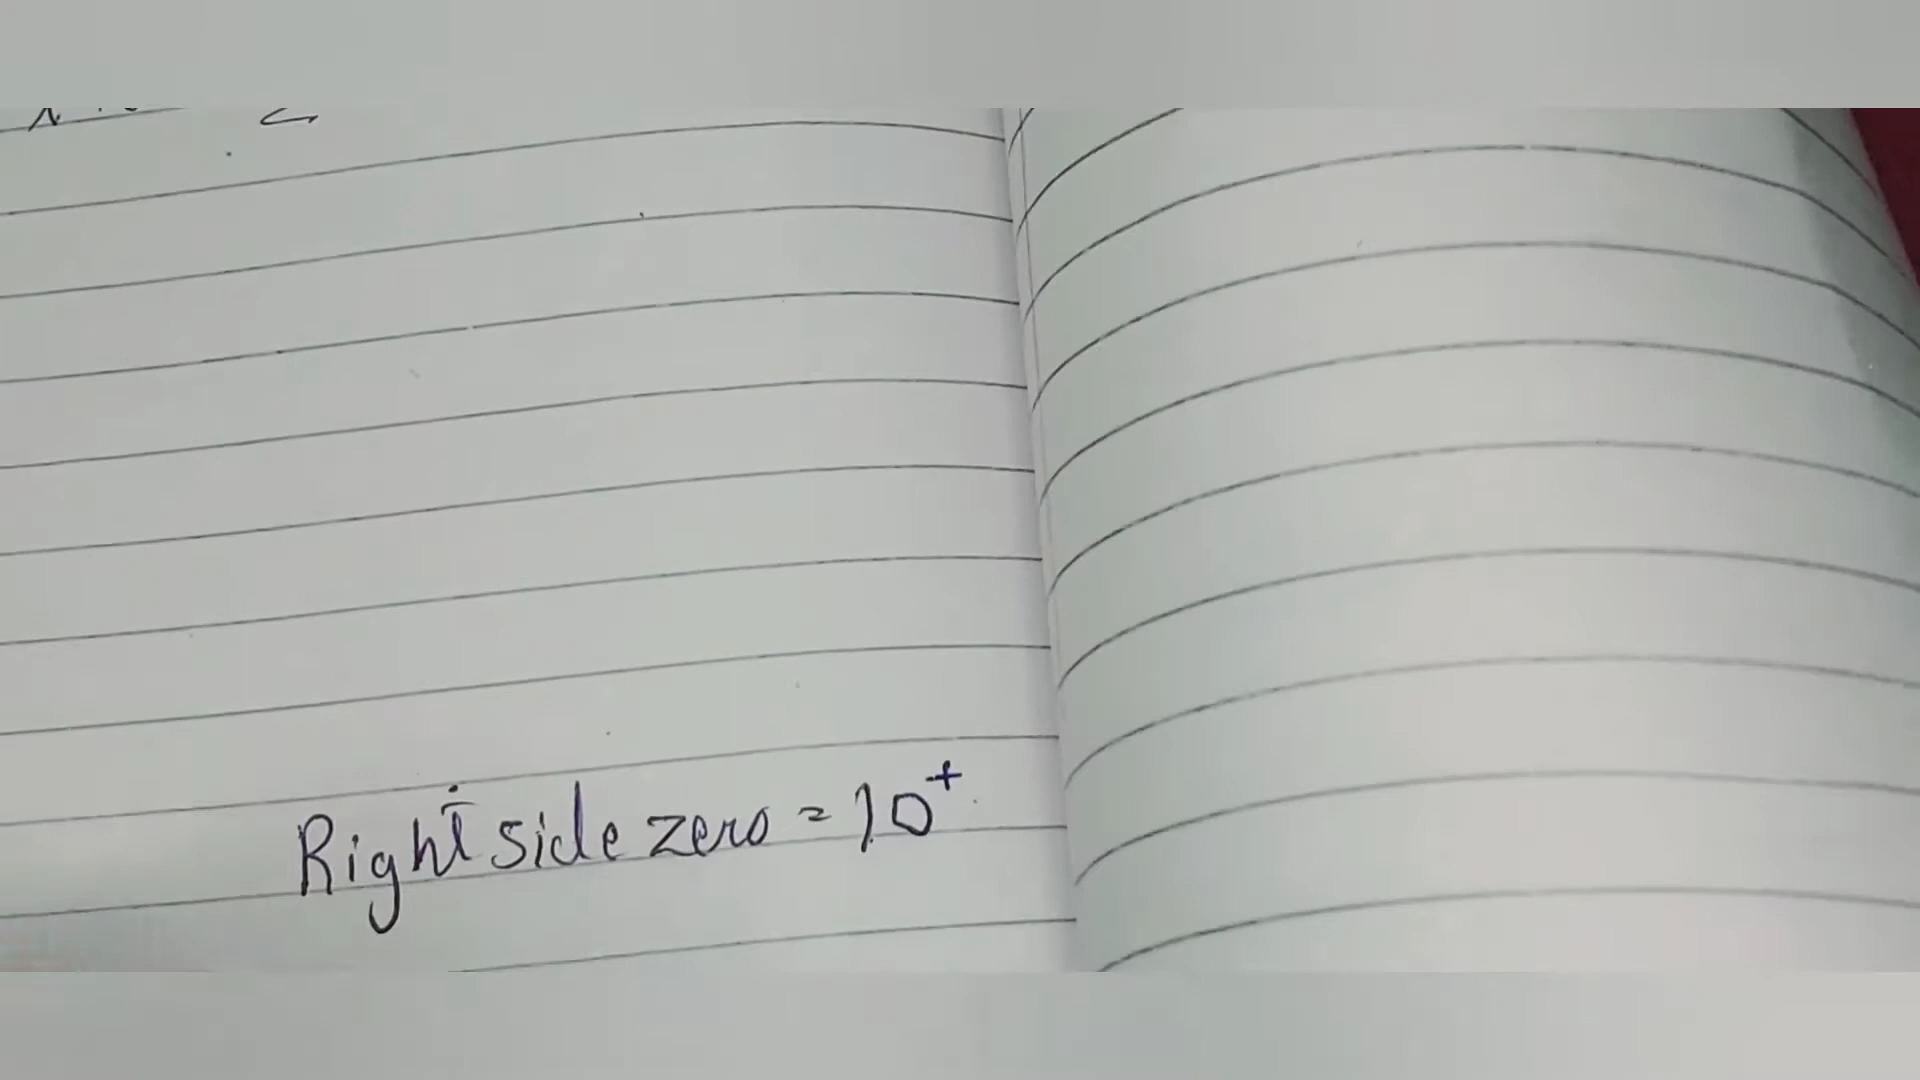 Right side zero = 10⁺